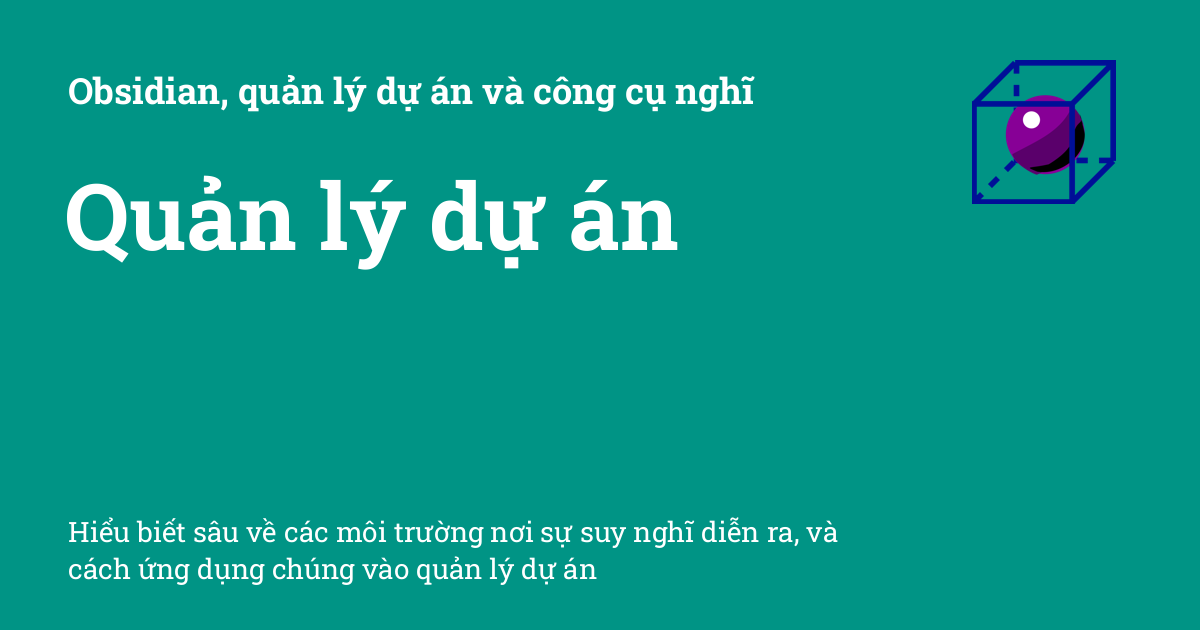 Obsidian, quản lý dự án và công cụ nghĩ
Quản lý dự án
Hiểu biết sâu về các môi trường nơi sự suy nghĩ diễn ra, và
cách ứng dụng chúng vào quản lý dự án